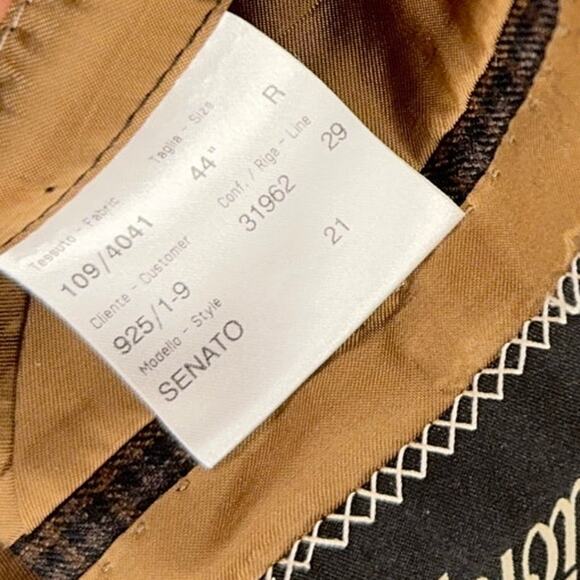 Tessuto - Fabric Taglia - Size
109/4041 44" R
Cliente - Customer Conf./Riga - Line
925/1-9 31962 29
Modello - Style
SENATO 21